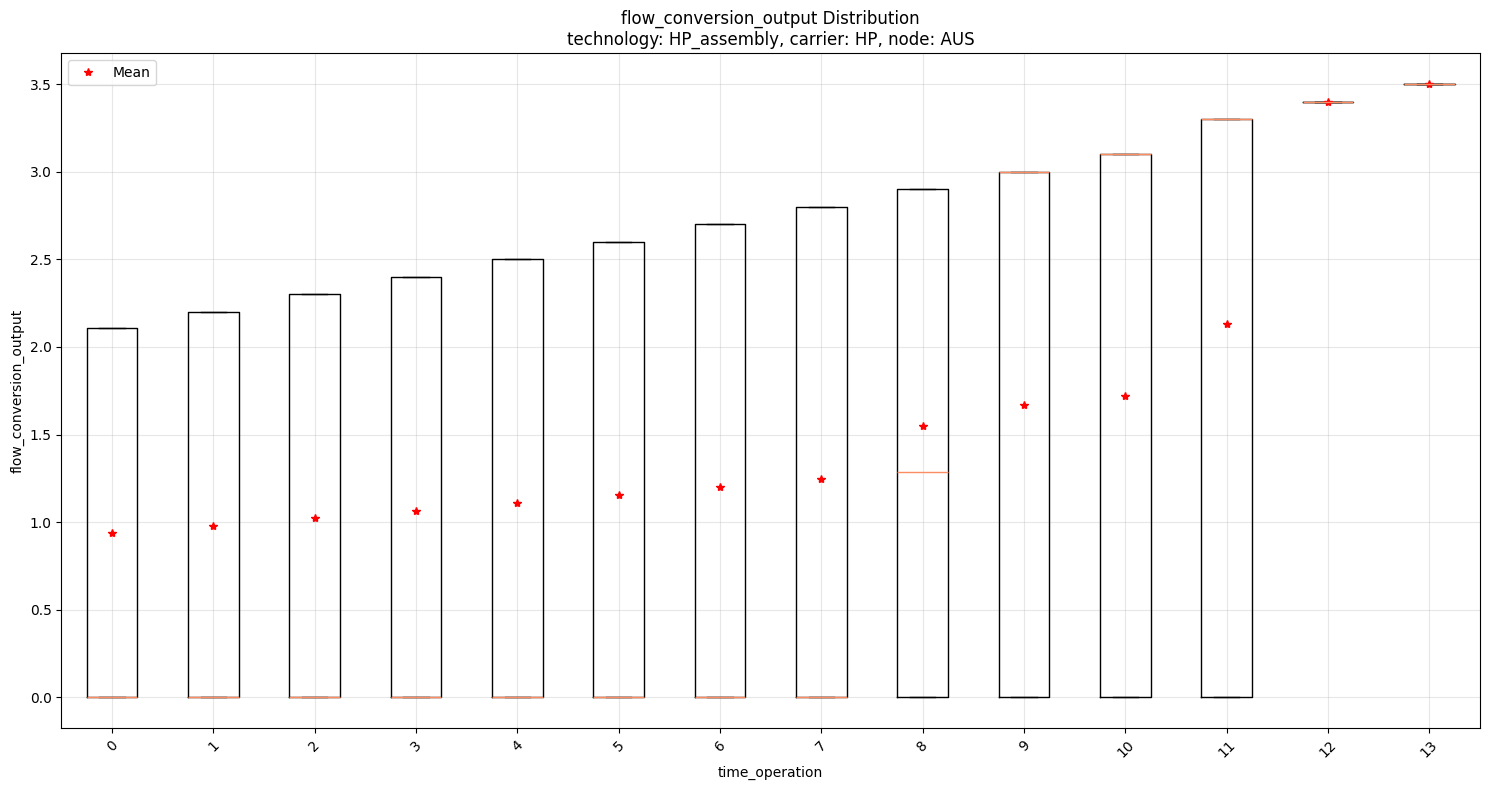 flow_conversion_output Distribution
technology: HP_assembly, carrier: HP, node: AUS
Mean
flow_conversion_output
3.5
3.0
2.5
2.0
1.5
1.0
0.5
0.0
0 1 2 3 4 5 6 7 8 9 10 11 12 13
time_operation